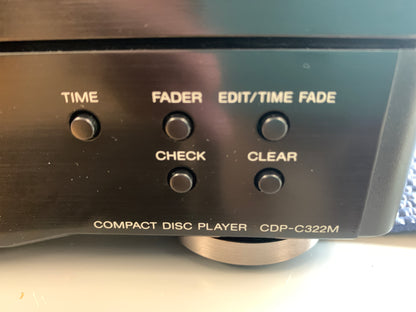 TIME FADER EDIT/TIME FADE
CHECK CLEAR
COMPACT DISC PLAYER CDP-C322M